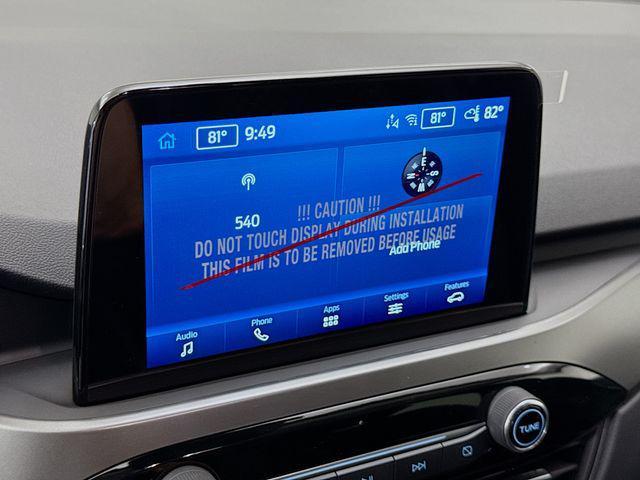 81° 9:49 81° 82°
E
N S
W
540
!!! CAUTION !!!
DO NOT TOUCH DISPLAY DURING INSTALLATION
THIS FILM IS TO BE REMOVED BEFORE USAGE
Add Phone
Audio Phone Apps Settings Features
TUNE